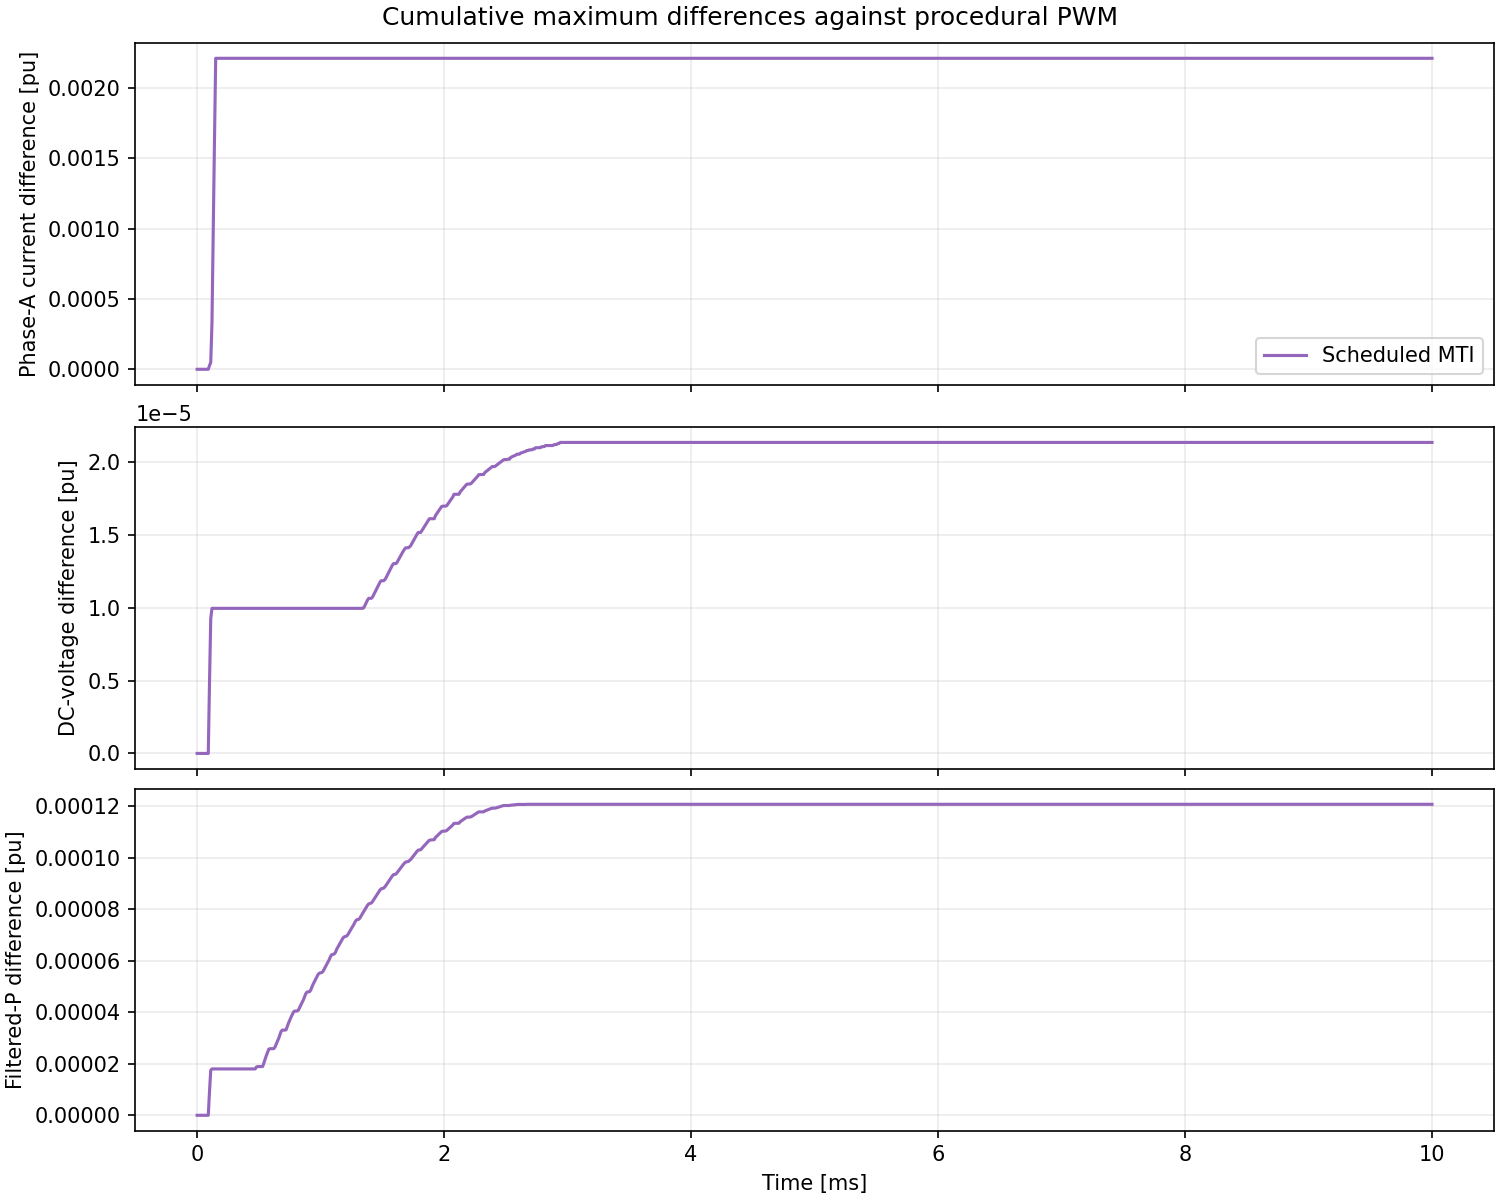 Cumulative maximum differences against procedural PWM
Phase-A current difference [pu]
0.0020
0.0015
0.0010
0.0005
0.0000
Scheduled MTI
1e−5
DC-voltage difference [pu]
2.0
1.5
1.0
0.5
0.0
Filtered-P difference [pu]
0.00012
0.00010
0.00008
0.00006
0.00004
0.00002
0.00000
0 2 4 6 8 10
Time [ms]